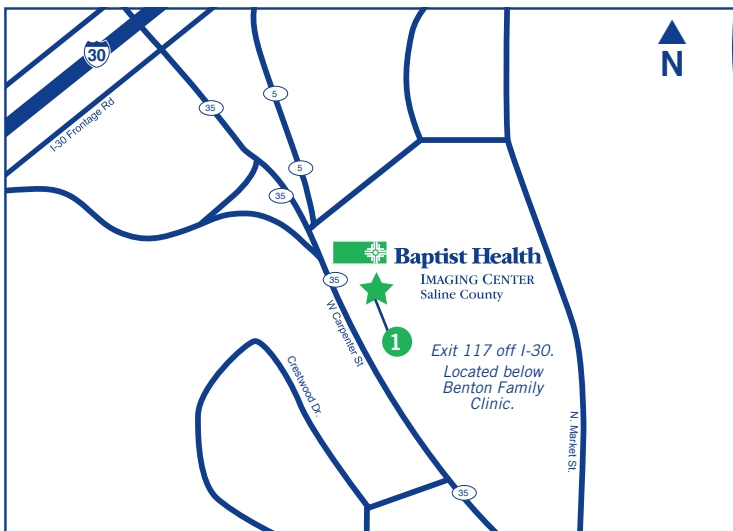 30
N
I-30 Frontage Rd
35
5
5
35
Baptist Health
IMAGING CENTER
Saline County
35
W Carpenter St
1
Exit 117 off I-30.
Located below
Benton Family
Clinic.
Crestwood Dr.
N. Market St.
35